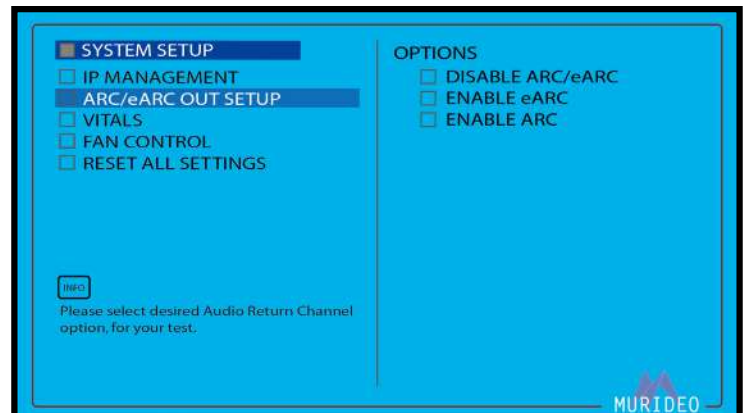 SYSTEM SETUP
IP MANAGEMENT
ARC/eARC OUT SETUP
VITALS
FAN CONTROL
RESET ALL SETTINGS
INFO
Please select desired Audio Return Channel
option, for your test.
OPTIONS
DISABLE ARC/eARC
ENABLE eARC
ENABLE ARC
MURIDEO